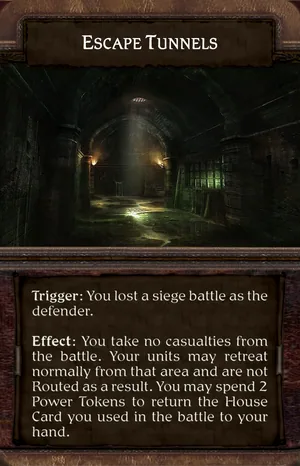 ESCAPE TUNNELS
Trigger: You lost a siege battle as the
defender.
Effect: You take no casualties from
the battle. Your units may retreat
normally from that area and are not
Routed as a result. You may spend 2
Power Tokens to return the House
Card you used in the battle to your
hand.